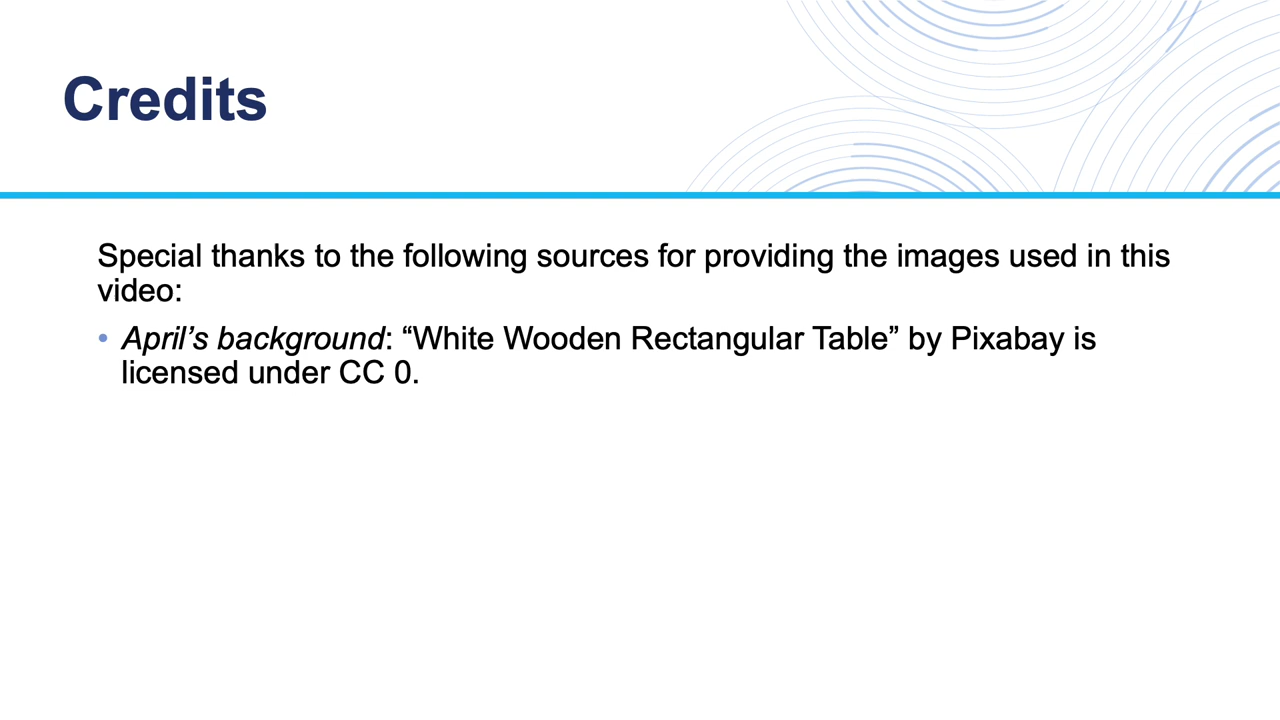 Credits
Special thanks to the following sources for providing the images used in this
video:
• April’s background: “White Wooden Rectangular Table” by Pixabay is
licensed under CC 0.